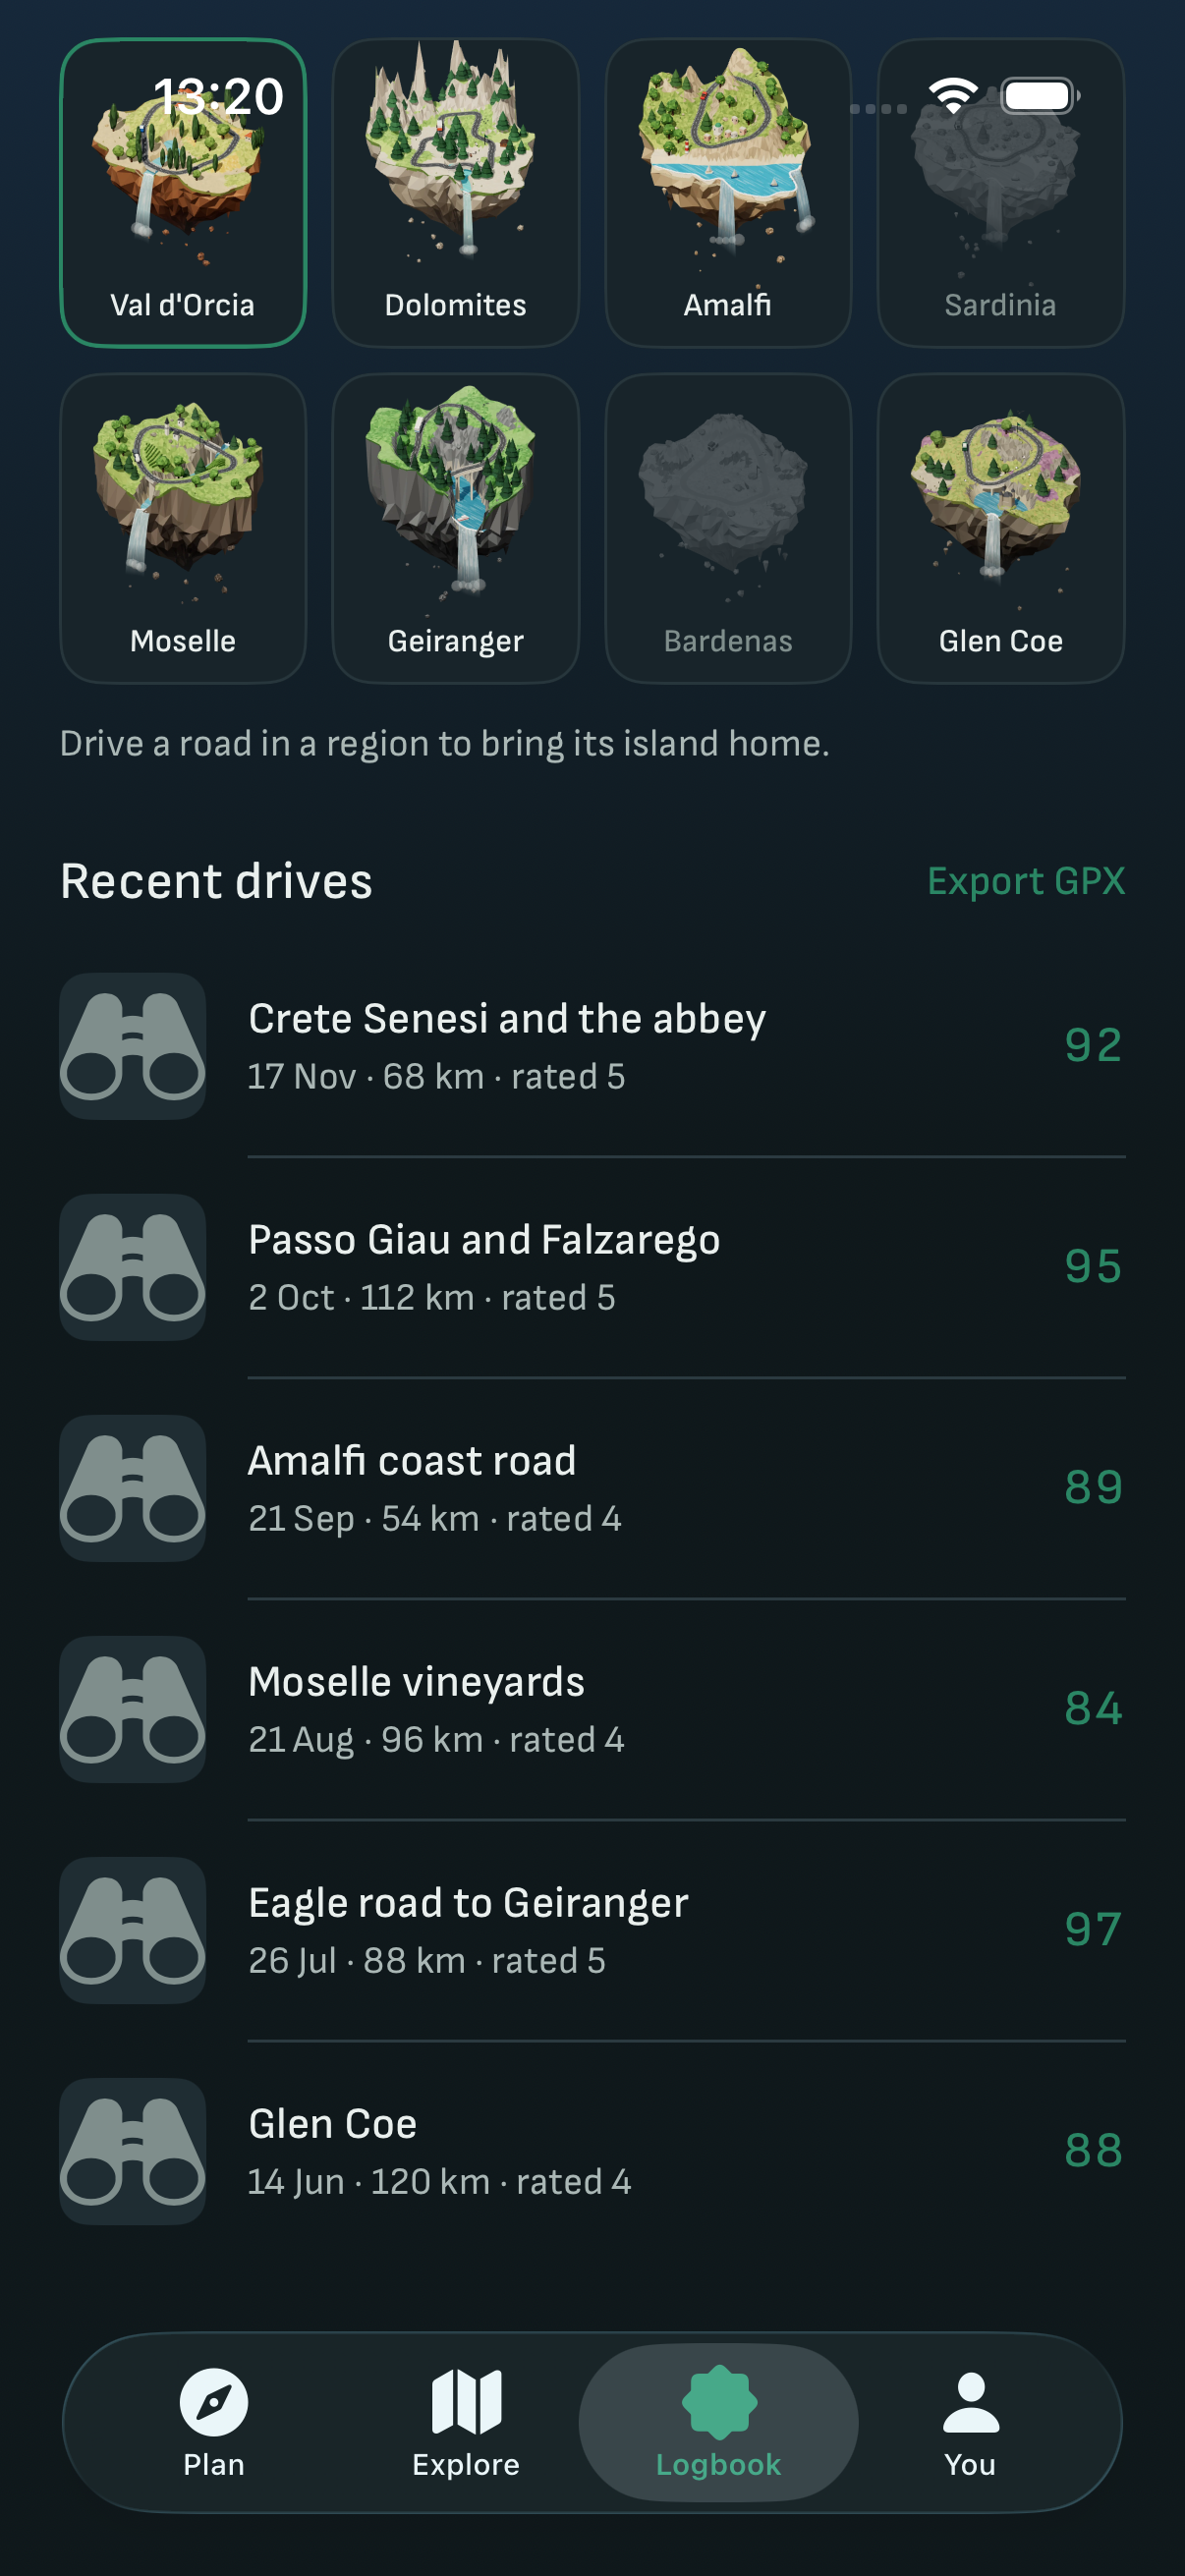 13:20
Val d'Orcia
Dolomites
Amalfi
Sardinia
Moselle
Geiranger
Bardenas
Glen Coe
Drive a road in a region to bring its island home.
Recent drives
Export GPX
Crete Senesi and the abbey
17 Nov · 68 km · rated 5
92
Passo Giau and Falzarego
2 Oct · 112 km · rated 5
95
Amalfi coast road
21 Sep · 54 km · rated 4
89
Moselle vineyards
21 Aug · 96 km · rated 4
84
Eagle road to Geiranger
26 Jul · 88 km · rated 5
97
Glen Coe
14 Jun · 120 km · rated 4
88
Plan
Explore
Logbook
You